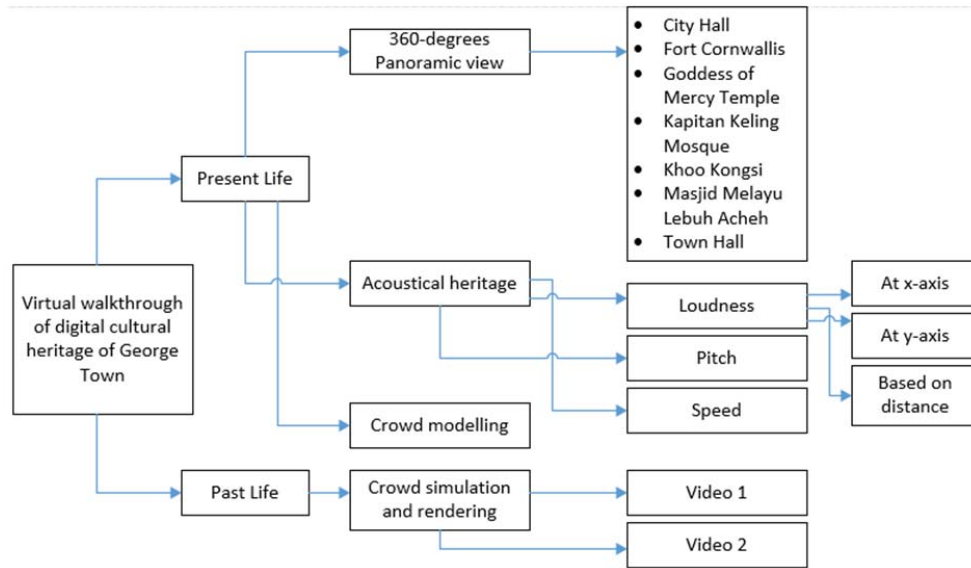 360-degrees
Panoramic view
• City Hall
• Fort Cornwallis
• Goddess of
Mercy Temple
• Kapitan Keling
Mosque
• Khoo Kongsi
• Masjid Melayu
Lebuh Acheh
• Town Hall
Present Life
Virtual walkthrough
of digital cultural
heritage of George
Town
Acoustical heritage
Loudness
At x-axis
At y-axis
Based on
distance
Pitch
Speed
Crowd modelling
Past Life
Crowd simulation
and rendering
Video 1
Video 2